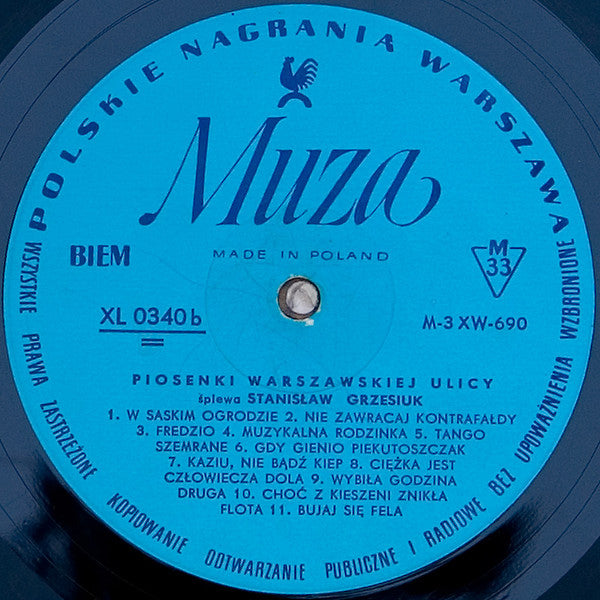 POLSKIE NAGRANIA WARSZAWA
Muza
MADE IN POLAND
BIEM
M
33
XL 0340 b
M-3 XW-690
PIOSENKI WARSZAWSKIEJ ULICY
śpiewa STANISŁAW GRZESIUK
1. W SASKIM OGRODZIE 2. NIE ZAWRACAJ KONTRAFAŁDY
3. FREDZIO 4. MUZYKALNA RODZINKA 5. TANGO
SZEMRANE 6. GDY GIENIO PIEKUTOSZCZAK
7. KAZIU, NIE BĄDŹ KIEP 8. CIĘŻKA JEST
CZŁOWIECZA DOLA 9. WYBIŁA GODZINA
DRUGA 10. CHOĆ Z KIESZENI ZNIKŁA
FLOTA 11. BUJAJ SIĘ FELA
WSZYSTKIE PRAWA ZASTRZEŻONE KOPIOWANIE ODTWARZANIE PUBLICZNE I RADIOWE BEZ UPOWAŻNIENIA WZBRONIONE